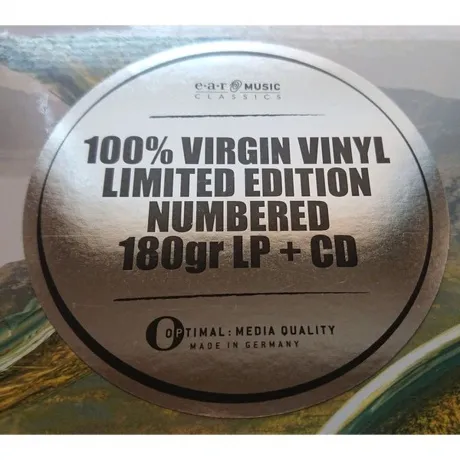 e·a·r MUSIC
CLASSICS
100% VIRGIN VINYL
LIMITED EDITION
NUMBERED
180gr LP + CD
OPTIMAL: MEDIA QUALITY
MADE IN GERMANY